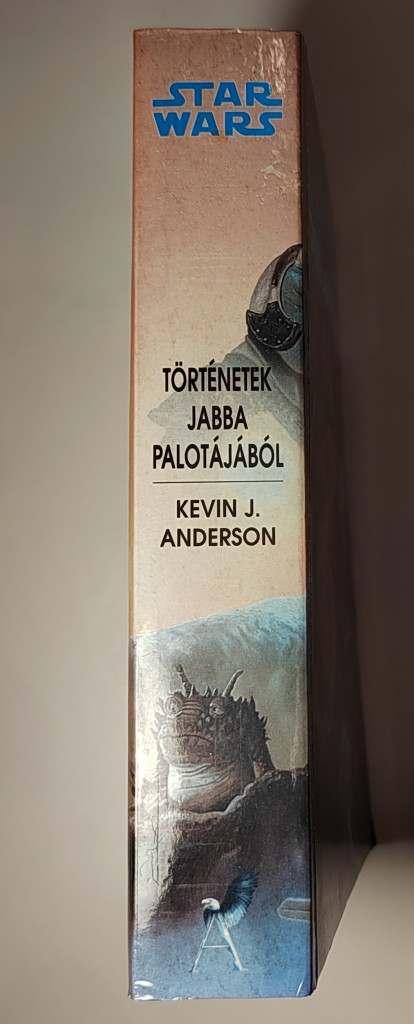 STAR
WARS
TÖRTÉNETEK
JABBA
PALOTÁJÁBÓL
KEVIN J.
ANDERSON